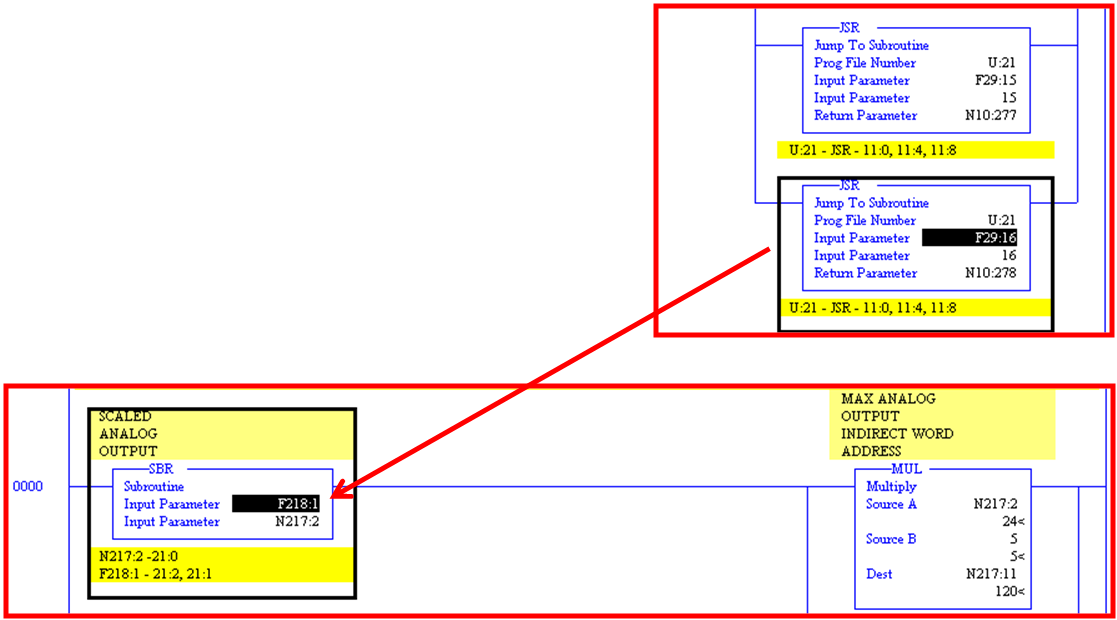 JSR
Jump To Subroutine
Prog File Number U:21
Input Parameter F29:15
Input Parameter 15
Return Parameter N10:277
U:21 - JSR - 11:0, 11:4, 11:8
JSR
Jump To Subroutine
Prog File Number U:21
Input Parameter F29:16
Input Parameter 16
Return Parameter N10:278
U:21 - JSR - 11:0, 11:4, 11:8
SCALED
ANALOG
OUTPUT
SBR
0000
Subroutine
Input Parameter F218:1
Input Parameter N217:2
N217:2 -21:0
F218:1 - 21:2, 21:1
MAX ANALOG
OUTPUT
INDIRECT WORD
ADDRESS
MUL
Multiply
Source A N217:2
24<
Source B 5
5<
Dest N217:11
120<